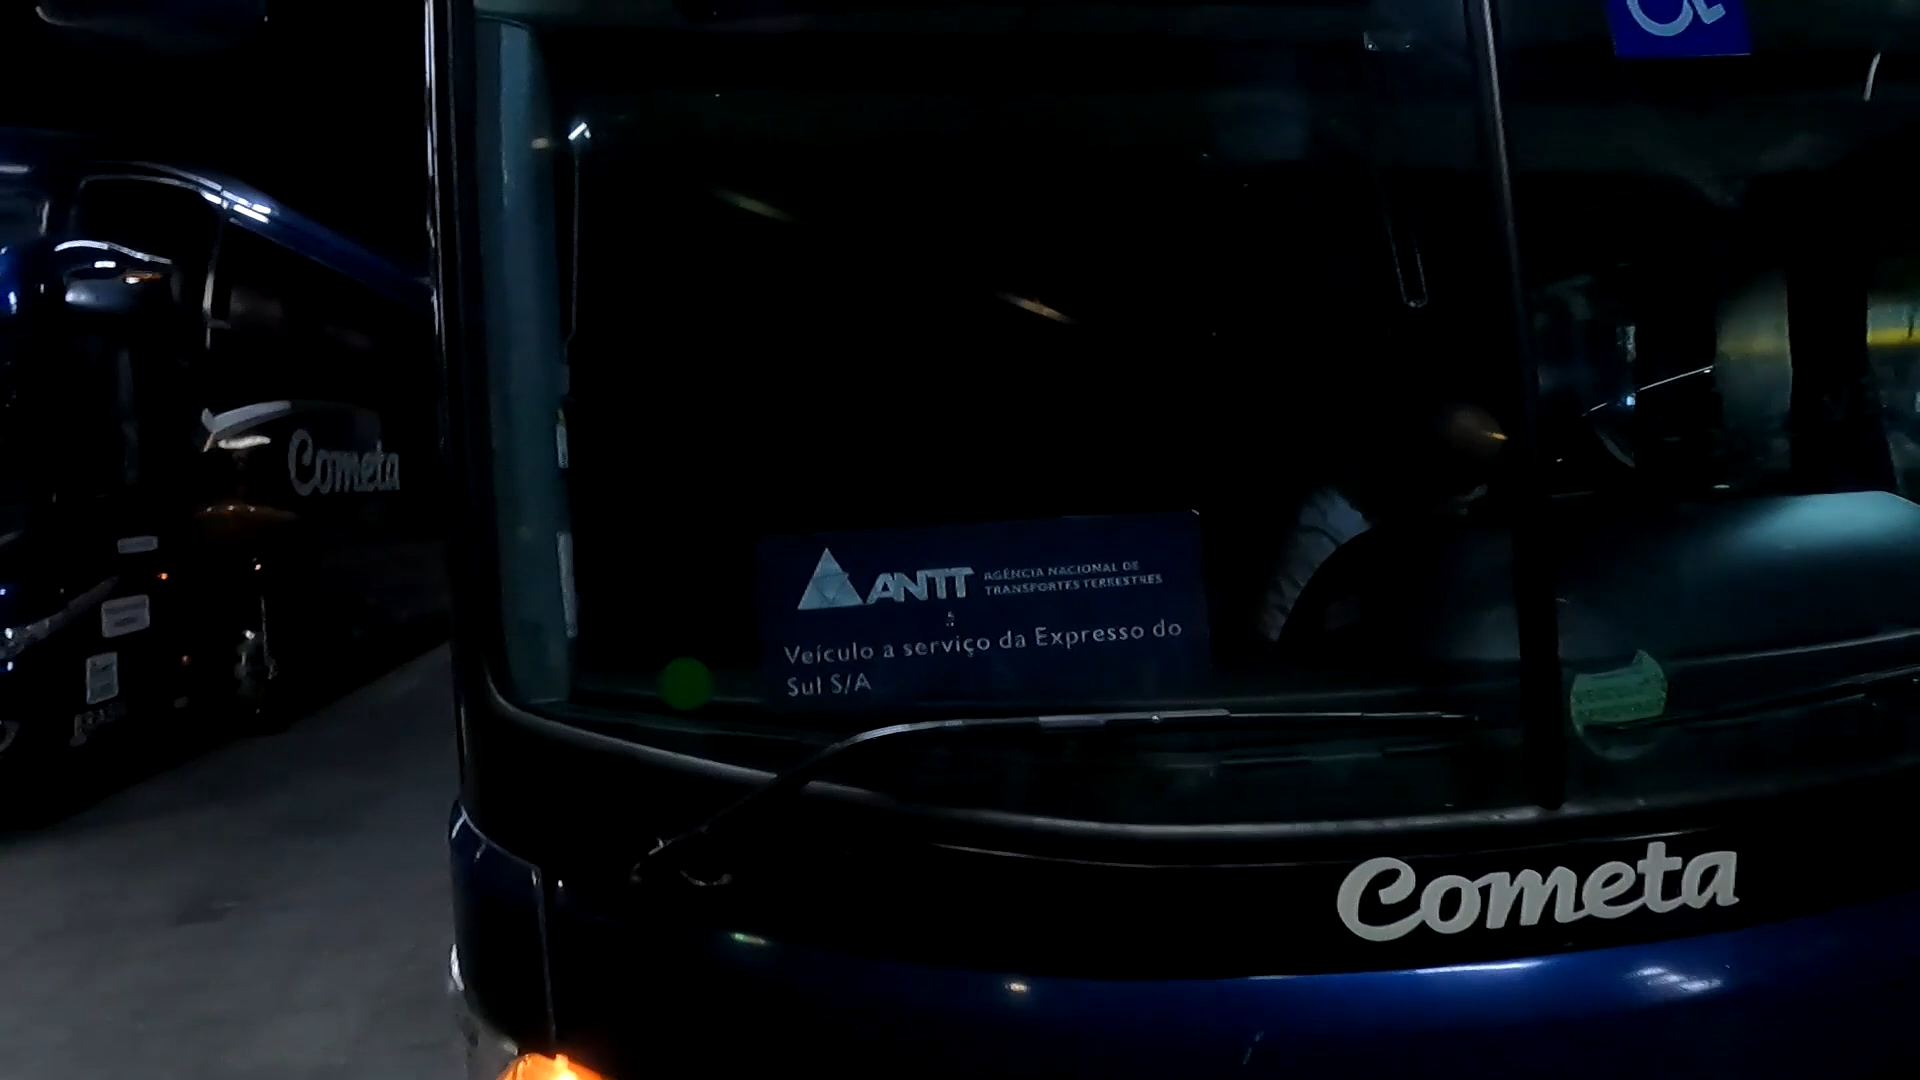 Cometa
ANTT AGÊNCIA NACIONAL DE
TRANSPORTES TERRESTRES
Veículo a serviço da Expresso do
Sul S/A
Cometa